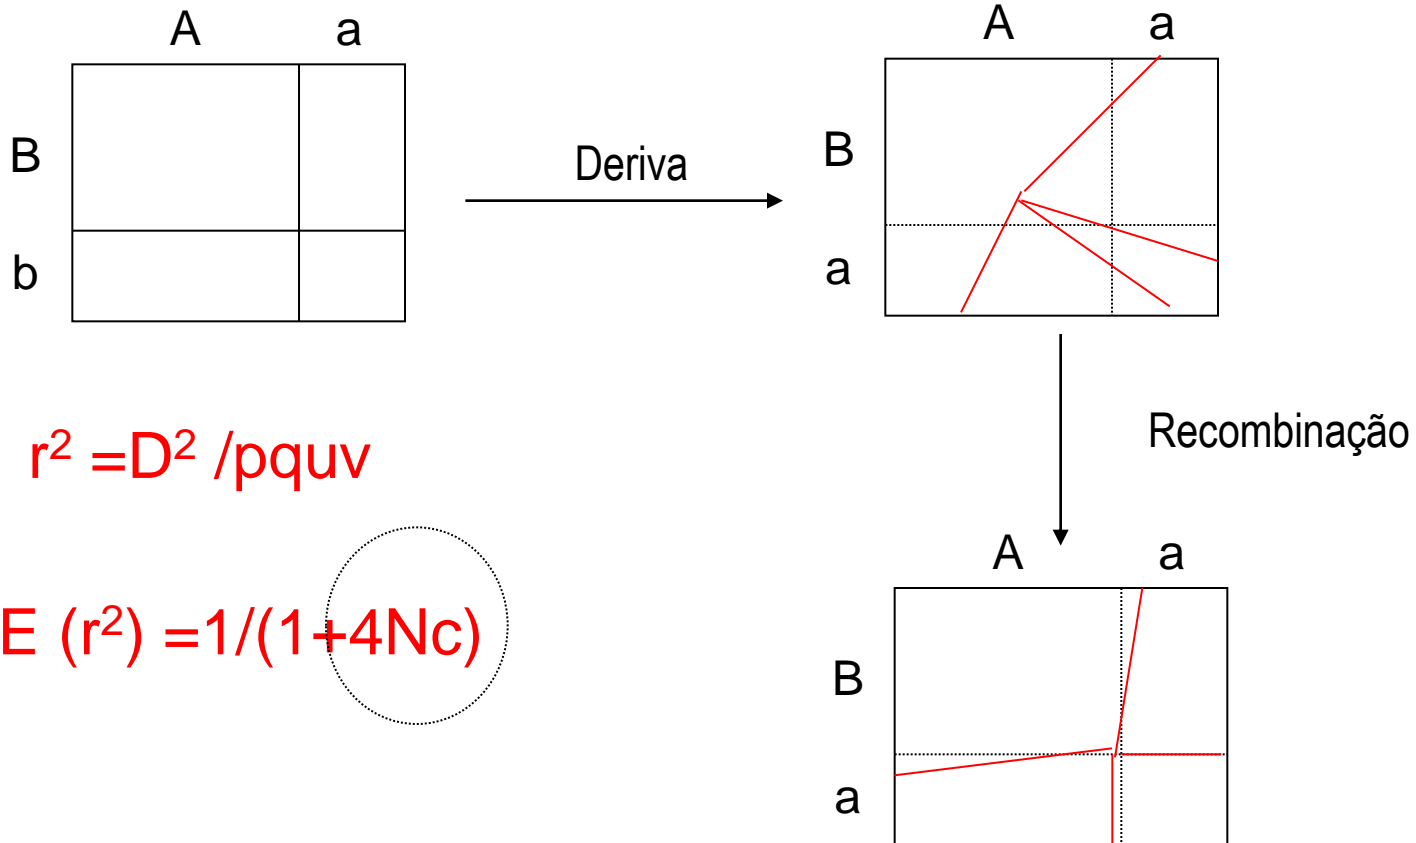 A a
B
b
Deriva
A a
B
a
Recombinação
r² =D² /pquv
E (r²) =1/(1+4Nc)
A a
B
a